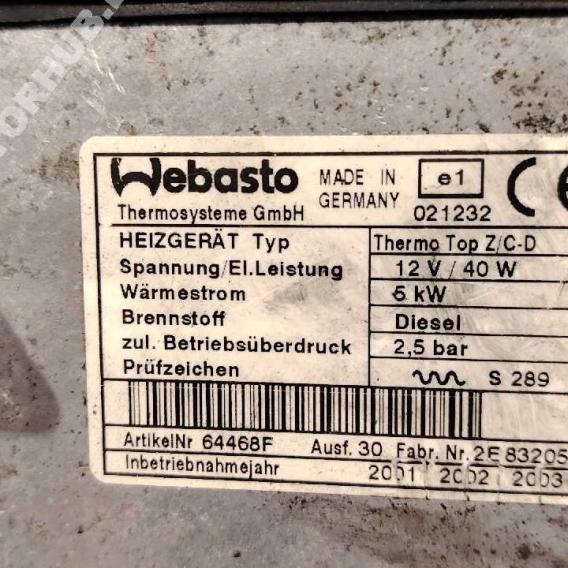 Webasto MADE IN GERMANY e1 CE
Thermosysteme GmbH 021232
HEIZGERÄT Typ Thermo Top Z/C-D
Spannung/El.Leistung 12 V / 40 W
Wärmestrom 5 kW
Brennstoff Diesel
zul. Betriebsüberdruck 2,5 bar
Prüfzeichen S 289
ArtikelNr 64468F Ausf. 30 Fabr. Nr. 2E83205
Inbetriebnahmejahr 2001 2002 2003